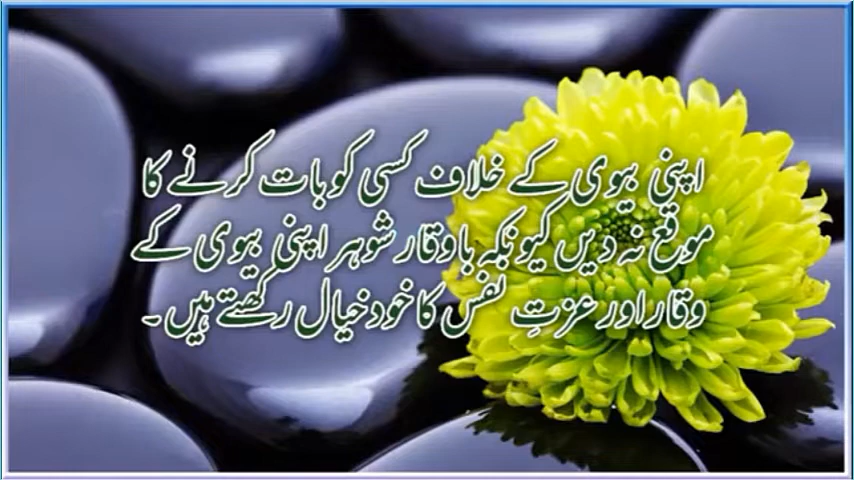 اپنی بیوی کے خلاف کسی کو بات کرنے کا
موقع نہ دیں کیونکہ باوقار شوہر اپنی بیوی کے
وقار اور عزتِ نفس کا خود خیال رکھتے ہیں۔